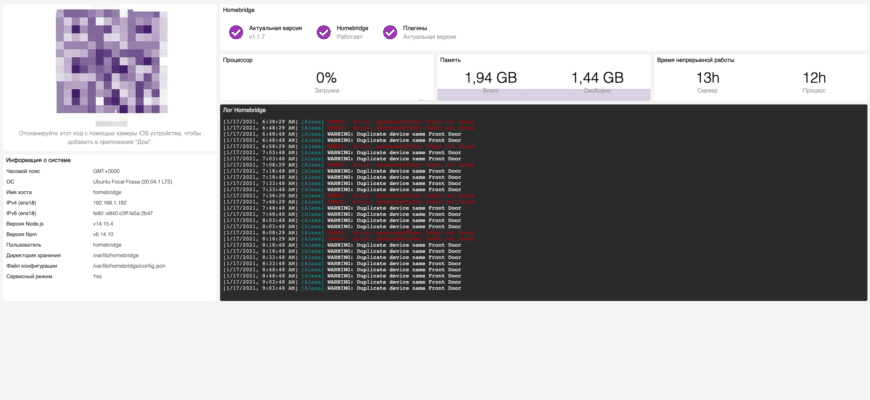 Отсканируйте этот код с помощью камеры iOS устройства, чтобы
добавить в приложение "Дом".
Информация о системе
Часовой пояс GMT+0000
ОС Ubuntu Focal Fossa (20.04.1 LTS)
Имя хоста homebridge
IPv4 (ens18) 192.168.1.182
IPv6 (ens18)
Версия Node.js v14.15.4
Версия Npm v6.14.10
Пользователь homebridge
Директория хранения /var/lib/homebridge
Файл конфигурации /var/lib/homebridge/config.json
Сервисный режим Yes
Homebridge
Актуальная версия
v1.1.7
Homebridge
Работает
Плагины
Актуальная версия
Процессор
0%
Загрузка
Память
1,94 GB
Всего
1,44 GB
Свободно
Время непрерывной работы
13h
Сервер
12h
Процесс
Лог Homebridge
[1/17/2021, 6:38:29 AM] [Alexa]
[1/17/2021, 6:48:29 AM] [Alexa]
[1/17/2021, 6:48:48 AM] [Alexa] WARNING: Duplicate device name Front Door
[1/17/2021, 6:48:48 AM] [Alexa] WARNING: Duplicate device name Front Door
[1/17/2021, 6:58:29 AM] [Alexa]
[1/17/2021, 7:03:48 AM] [Alexa] WARNING: Duplicate device name Front Door
[1/17/2021, 7:03:48 AM] [Alexa] WARNING: Duplicate device name Front Door
[1/17/2021, 7:08:29 AM] [Alexa]
[1/17/2021, 7:18:48 AM] [Alexa] WARNING: Duplicate device name Front Door
[1/17/2021, 7:18:48 AM] [Alexa] WARNING: Duplicate device name Front Door
[1/17/2021, 7:33:48 AM] [Alexa] WARNING: Duplicate device name Front Door
[1/17/2021, 7:33:48 AM] [Alexa] WARNING: Duplicate device name Front Door
[1/17/2021, 7:38:29 AM] [Alexa]
[1/17/2021, 7:48:29 AM] [Alexa]
[1/17/2021, 7:48:48 AM] [Alexa] WARNING: Duplicate device name Front Door
[1/17/2021, 7:48:48 AM] [Alexa] WARNING: Duplicate device name Front Door
[1/17/2021, 8:03:48 AM] [Alexa] WARNING: Duplicate device name Front Door
[1/17/2021, 8:03:48 AM] [Alexa] WARNING: Duplicate device name Front Door
[1/17/2021, 8:08:29 AM] [Alexa]
[1/17/2021, 8:18:29 AM] [Alexa]
[1/17/2021, 8:18:48 AM] [Alexa] WARNING: Duplicate device name Front Door
[1/17/2021, 8:18:48 AM] [Alexa] WARNING: Duplicate device name Front Door
[1/17/2021, 8:33:48 AM] [Alexa] WARNING: Duplicate device name Front Door
[1/17/2021, 8:33:48 AM] [Alexa] WARNING: Duplicate device name Front Door
[1/17/2021, 8:48:48 AM] [Alexa] WARNING: Duplicate device name Front Door
[1/17/2021, 8:48:48 AM] [Alexa] WARNING: Duplicate device name Front Door
[1/17/2021, 9:03:48 AM] [Alexa] WARNING: Duplicate device name Front Door
[1/17/2021, 9:03:48 AM] [Alexa] WARNING: Duplicate device name Front Door